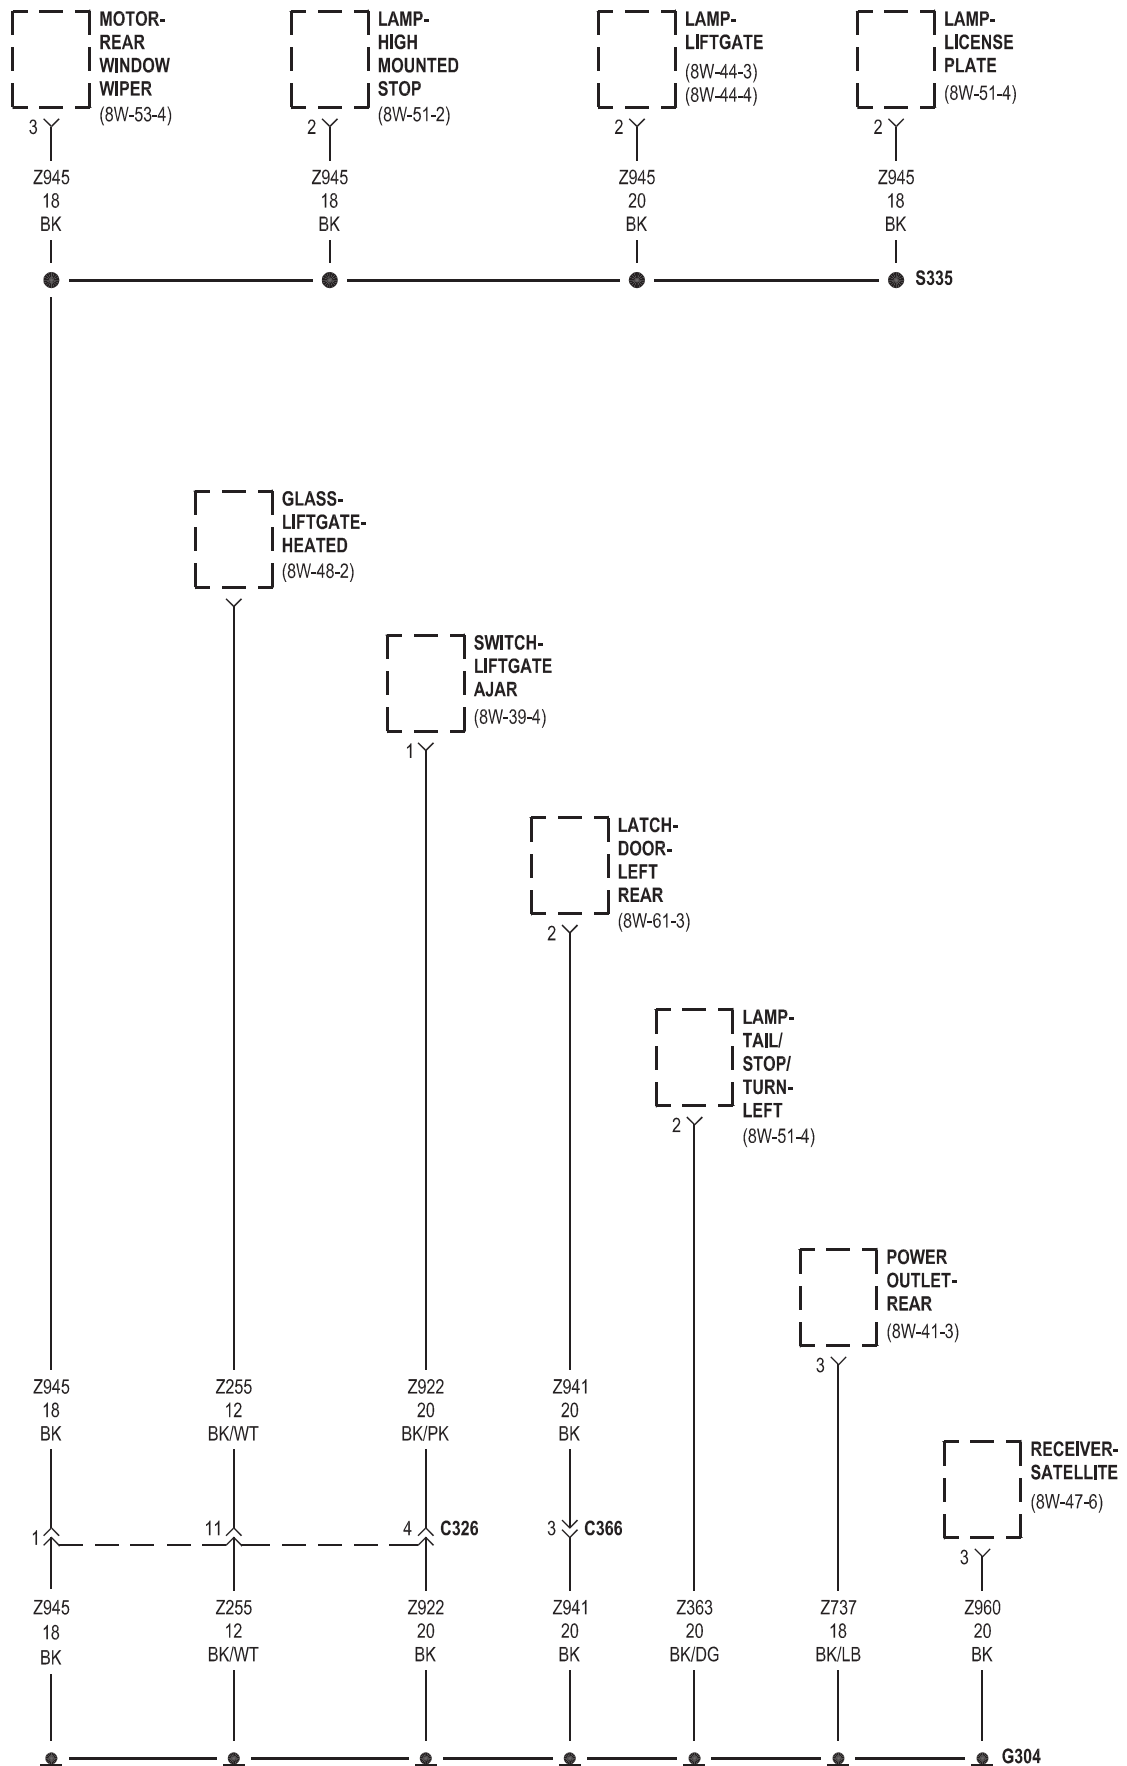 MOTOR-
REAR
WINDOW
WIPER
(8W-53-4)
3
Z945
18
BK
LAMP-
HIGH
MOUNTED
STOP
(8W-51-2)
2
Z945
18
BK
LAMP-
LIFTGATE
(8W-44-3)
(8W-44-4)
2
Z945
20
BK
LAMP-
LICENSE
PLATE
(8W-51-4)
2
Z945
18
BK
S335
GLASS-
LIFTGATE-
HEATED
(8W-48-2)
SWITCH-
LIFTGATE
AJAR
(8W-39-4)
1
LATCH-
DOOR-
LEFT
REAR
(8W-61-3)
2
LAMP-
TAIL/
STOP/
TURN-
LEFT
(8W-51-4)
2
POWER
OUTLET-
REAR
(8W-41-3)
3
Z945
18
BK
Z255
12
BK/WT
Z922
20
BK/PK
Z941
20
BK
RECEIVER-
SATELLITE
(8W-47-6)
3
1
11
4
C326
3
C366
Z945
18
BK
Z255
12
BK/WT
Z922
20
BK
Z941
20
BK
Z363
20
BK/DG
Z737
18
BK/LB
Z960
20
BK
G304